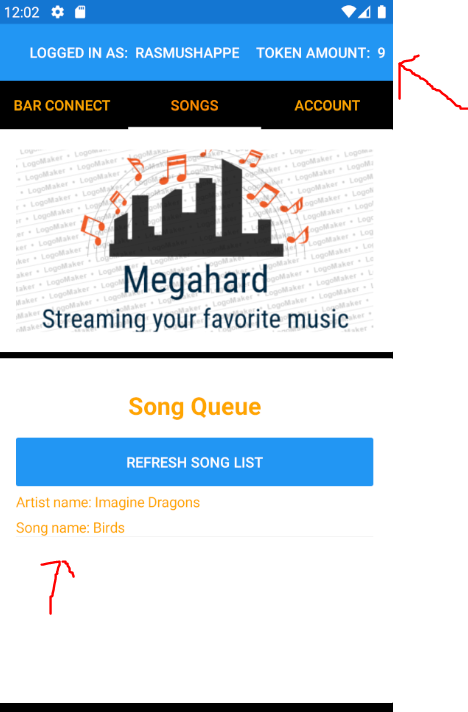 12:02
LOGGED IN AS: RASMUSHAPPE TOKEN AMOUNT: 9
BAR CONNECT SONGS ACCOUNT
Megahard
Streaming your favorite music
Song Queue
REFRESH SONG LIST
Artist name: Imagine Dragons
Song name: Birds